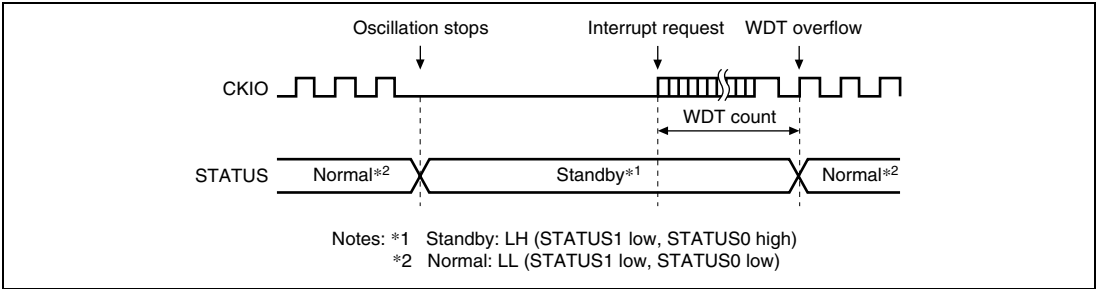 Oscillation stops Interrupt request WDT overflow
CKIO
WDT count
STATUS Normal*2 Standby*1 Normal*2
Notes: *1 Standby: LH (STATUS1 low, STATUS0 high)
*2 Normal: LL (STATUS1 low, STATUS0 low)